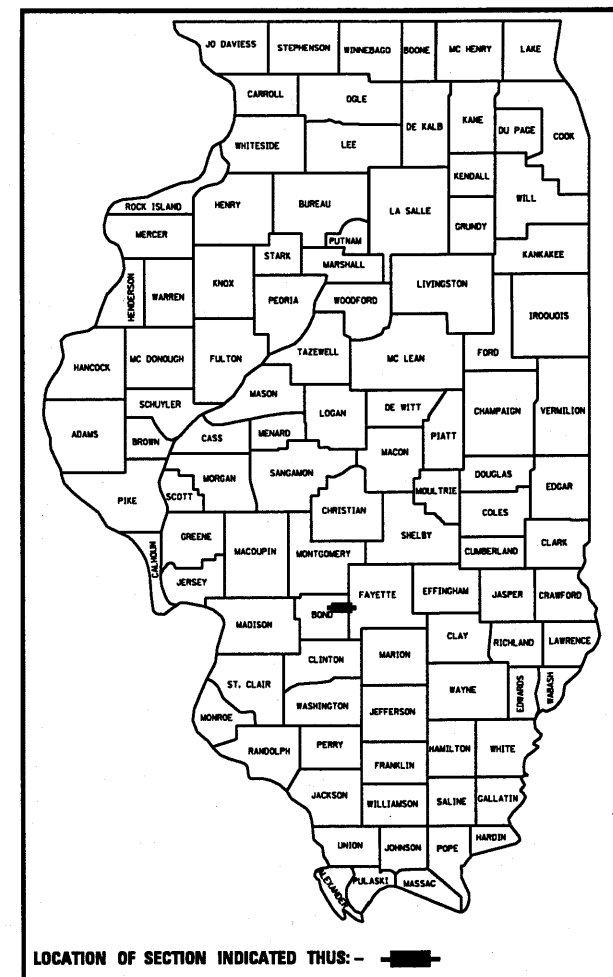 JO DAVIESS STEPHENSON WINNEBAGO BOONE MC HENRY LAKE
CARROLL OGLE DE KALB KANE DU PAGE COOK
WHITESIDE LEE KENDALL WILL
ROCK ISLAND HENRY BUREAU LA SALLE GRUNDY
MERCER PUTNAM KANKAKEE
HENDERSON WARREN KNOX STARK MARSHALL LIVINGSTON
PEORIA WOODFORD IROQUOIS
HANCOCK MC DONOUGH FULTON TAZEWELL MC LEAN FORD
SCHUYLER MASON LOGAN DE WITT CHAMPAIGN VERMILION
ADAMS BROWN CASS MENARD PIATT
PIKE SCOTT MORGAN SANGAMON MACON DOUGLAS EDGAR
MOULTRIE
CALHOUN GREENE CHRISTIAN SHELBY COLES
MACOUPIN MONTGOMERY CUMBERLAND CLARK
JERSEY FAYETTE EFFINGHAM JASPER CRAWFORD
MADISON BOND
CLINTON MARION CLAY RICHLAND LAWRENCE
ST. CLAIR WASHINGTON WAYNE EDWARDS WABASH
MONROE JEFFERSON
RANDOLPH PERRY HAMILTON WHITE
FRANKLIN
JACKSON WILLIAMSON SALINE GALLATIN
UNION JOHNSON POPE HARDIN
ALEXANDER PULASKI MASSAC
LOCATION OF SECTION INDICATED THUS: -